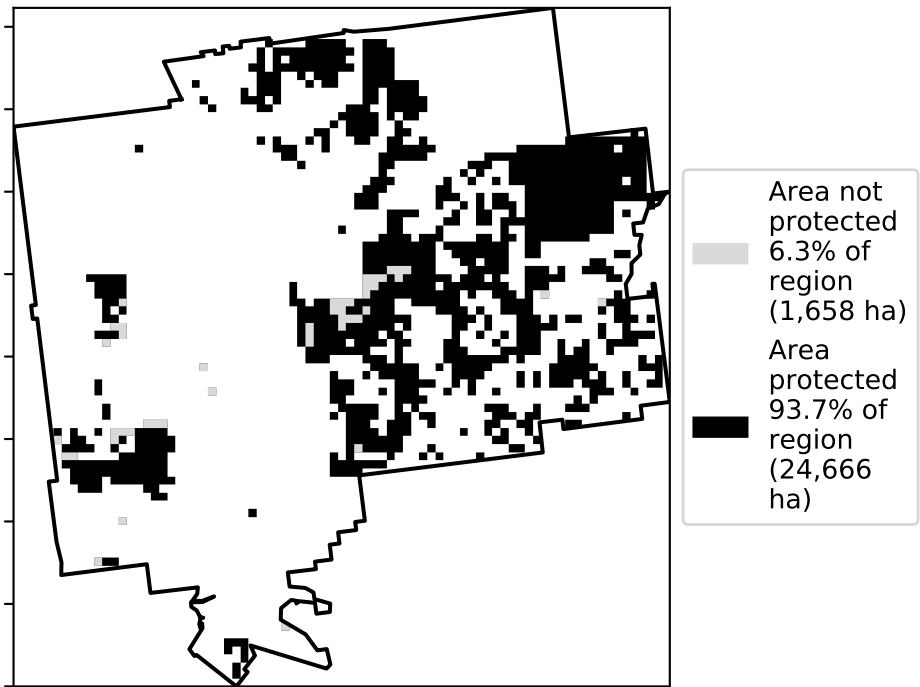 Area not
protected
6.3% of
region
(1,658 ha)
Area
protected
93.7% of
region
(24,666
ha)